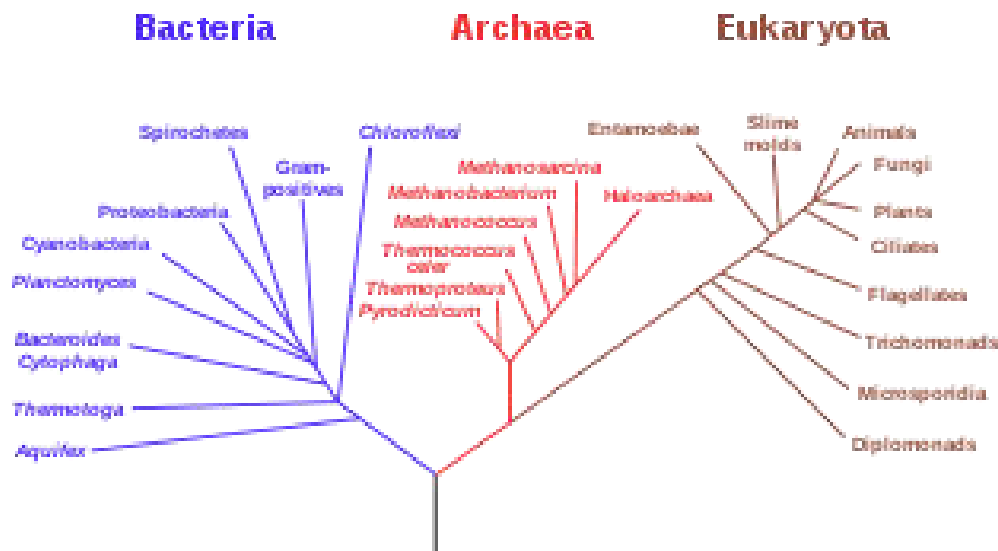 Bacteria
Archaea
Eukaryota
Spirochetes
Chloroflexi
Gram-
positives
Proteobacteria
Cyanobacteria
Planctomyces
Bacteroides
Cytophaga
Thermotoga
Aquifex
Methanosarcina
Methanobacterium
Haloarchaea
Methanococcus
Thermococcus
celer
Thermoproteus
Pyrodicticum
Entamoebae
Slime
molds
Animals
Fungi
Plants
Ciliates
Flagellates
Trichomonads
Microsporidia
Diplomonads